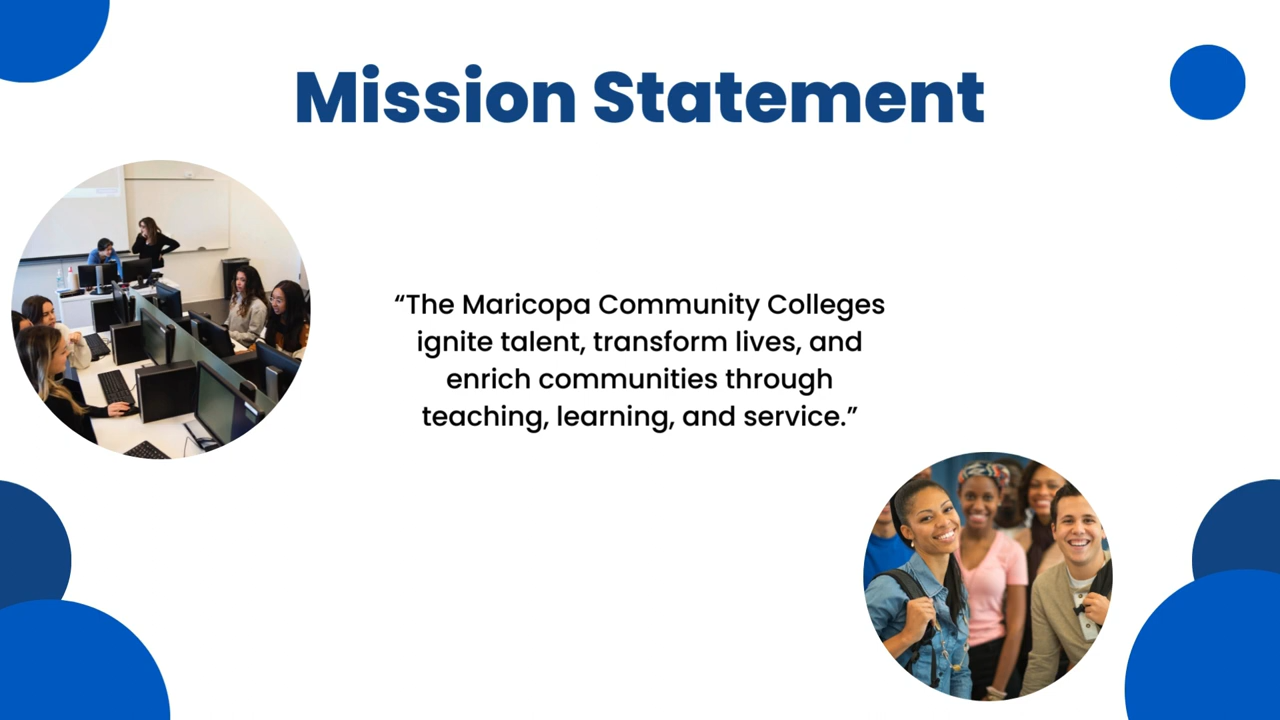 Mission Statement
“The Maricopa Community Colleges
ignite talent, transform lives, and
enrich communities through
teaching, learning, and service.”